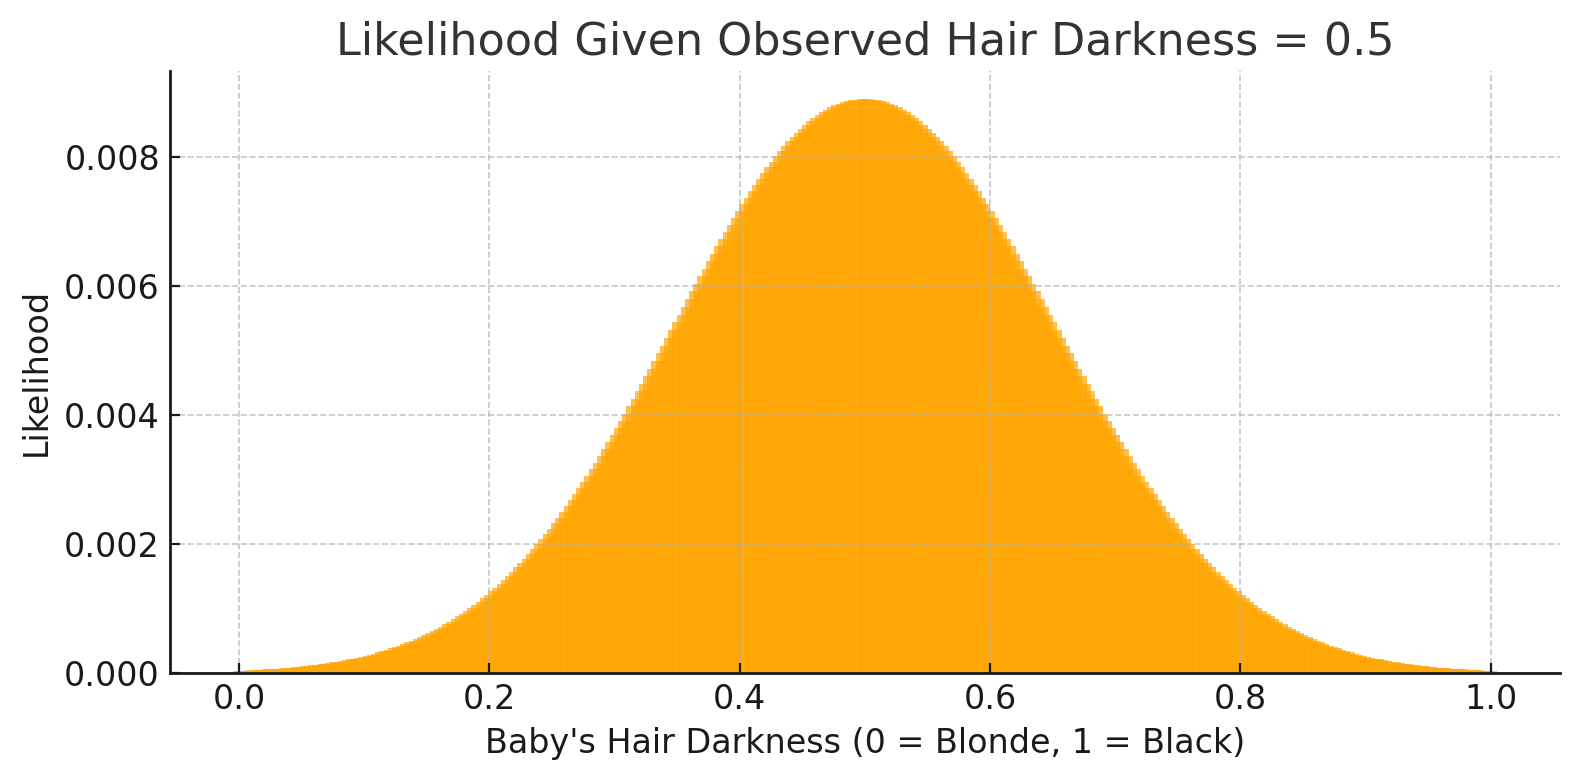 Likelihood Given Observed Hair Darkness = 0.5
Likelihood
0.008
0.006
0.004
0.002
0.000
0.0 0.2 0.4 0.6 0.8 1.0
Baby's Hair Darkness (0 = Blonde, 1 = Black)